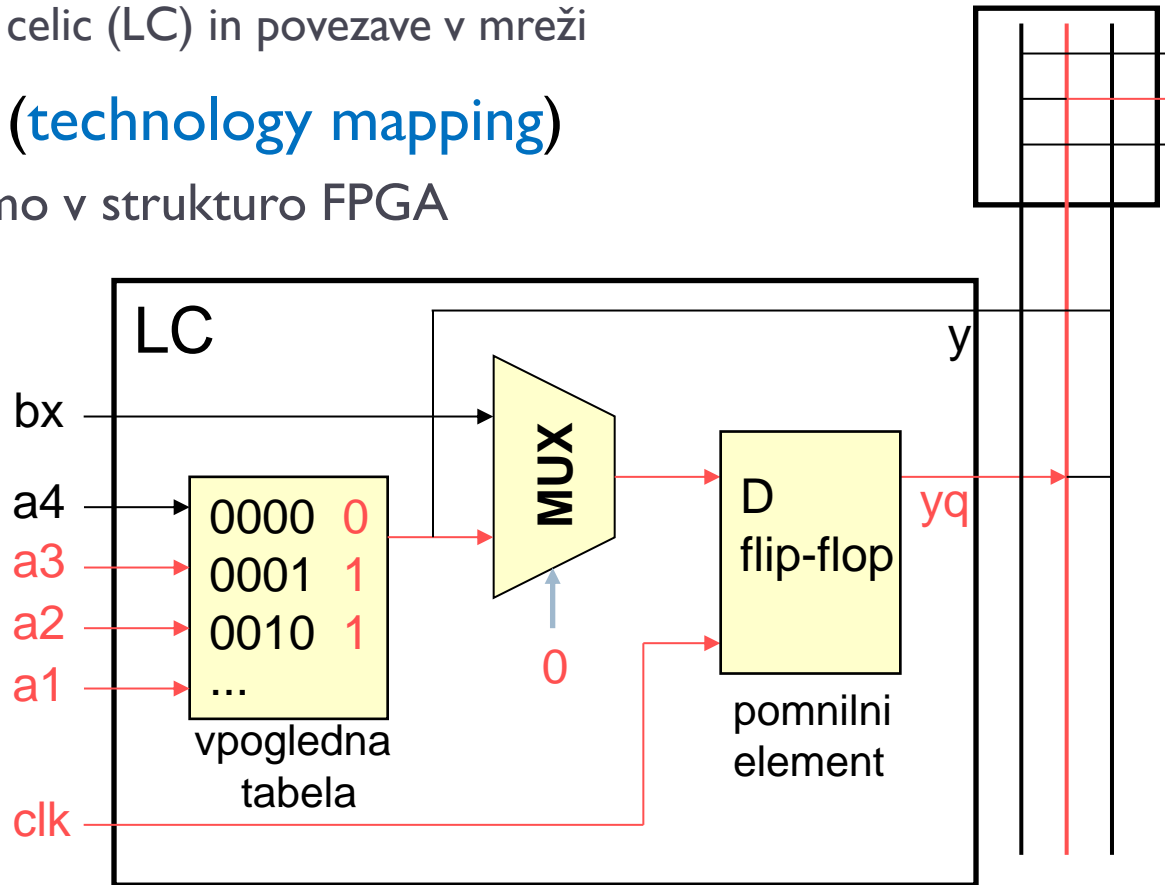 celic (LC) in povezave v mreži
(technology mapping)
mo v strukturo FPGA
LC
y
bx
MUX
a4
0000 0
D
yq
a3
0001 1
flip-flop
a2
0010 1
0
a1
...
vpogledna
tabela
pomnilni
element
clk